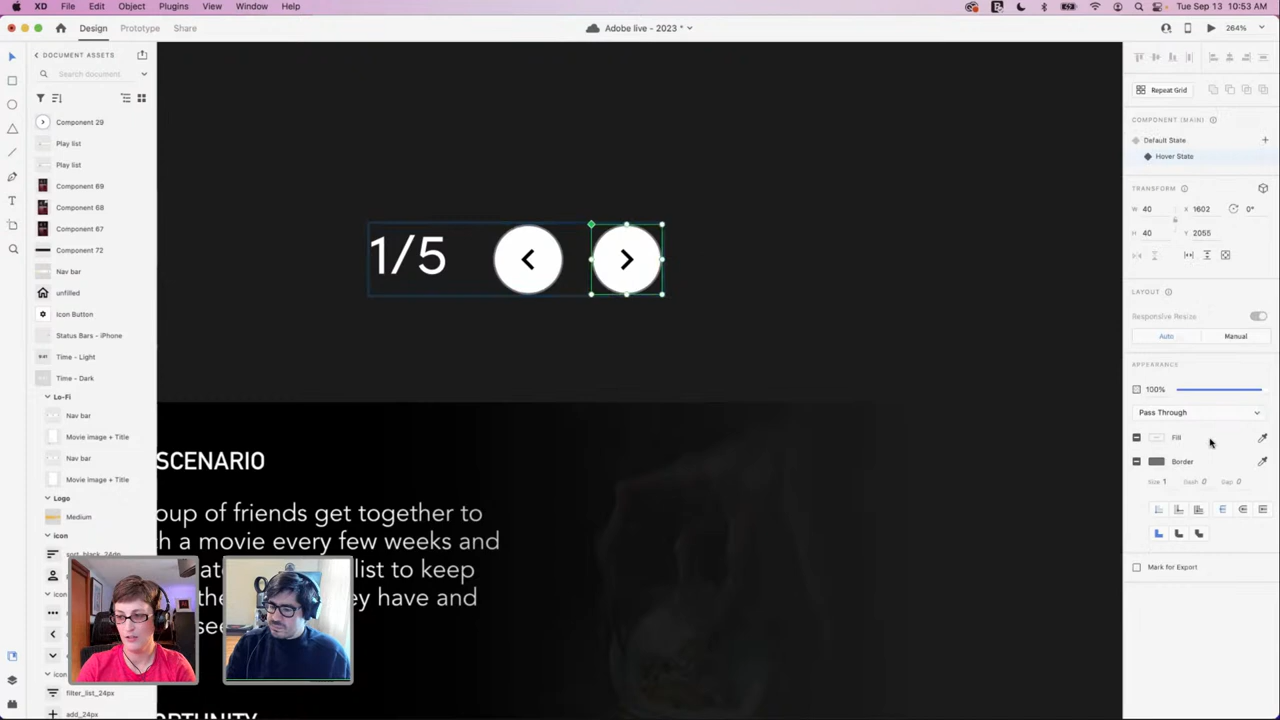 XD File Edit Object Plugins View Window Help
Tue Sep 13 10:53 AM
Design Prototype Share
Adobe live - 2023 *
264%
DOCUMENT ASSETS
Search document
Component 29
Play list
Play list
Component 69
Component 68
Component 67
Component 72
Nav bar
unfilled
Icon Button
Status Bars - iPhone
Time - Light
Time - Dark
Lo-Fi
Nav bar
Movie image + Title
Nav bar
Movie image + Title
Logo
Medium
icon
sort_black_24dp
filter_list_24px
add_24px
1/5
SCENARIO
oup of friends get together to
h a movie every few weeks and
list to keep
ey have and
OPPORTUNITY
Repeat Grid
COMPONENT (MAIN)
Default State
Hover State
TRANSFORM
W 40 X 1602 0°
H 40 Y 2055
LAYOUT
Responsive Resize
Auto Manual
APPEARANCE
100%
Pass Through
Fill
Border
Size 1 Dash 0 Gap 0
Mark for Export